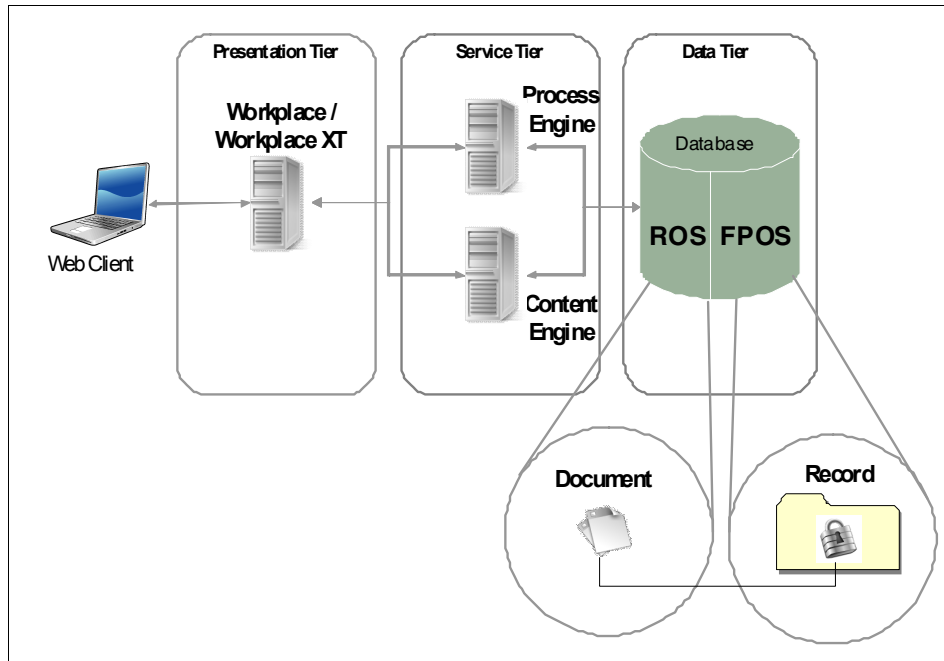 Presentation Tier
Service Tier
Data Tier
Workplace /
Workplace XT
Process
Engine
Database
ROS
FPOS
Web Client
Content
Engine
Document
Record